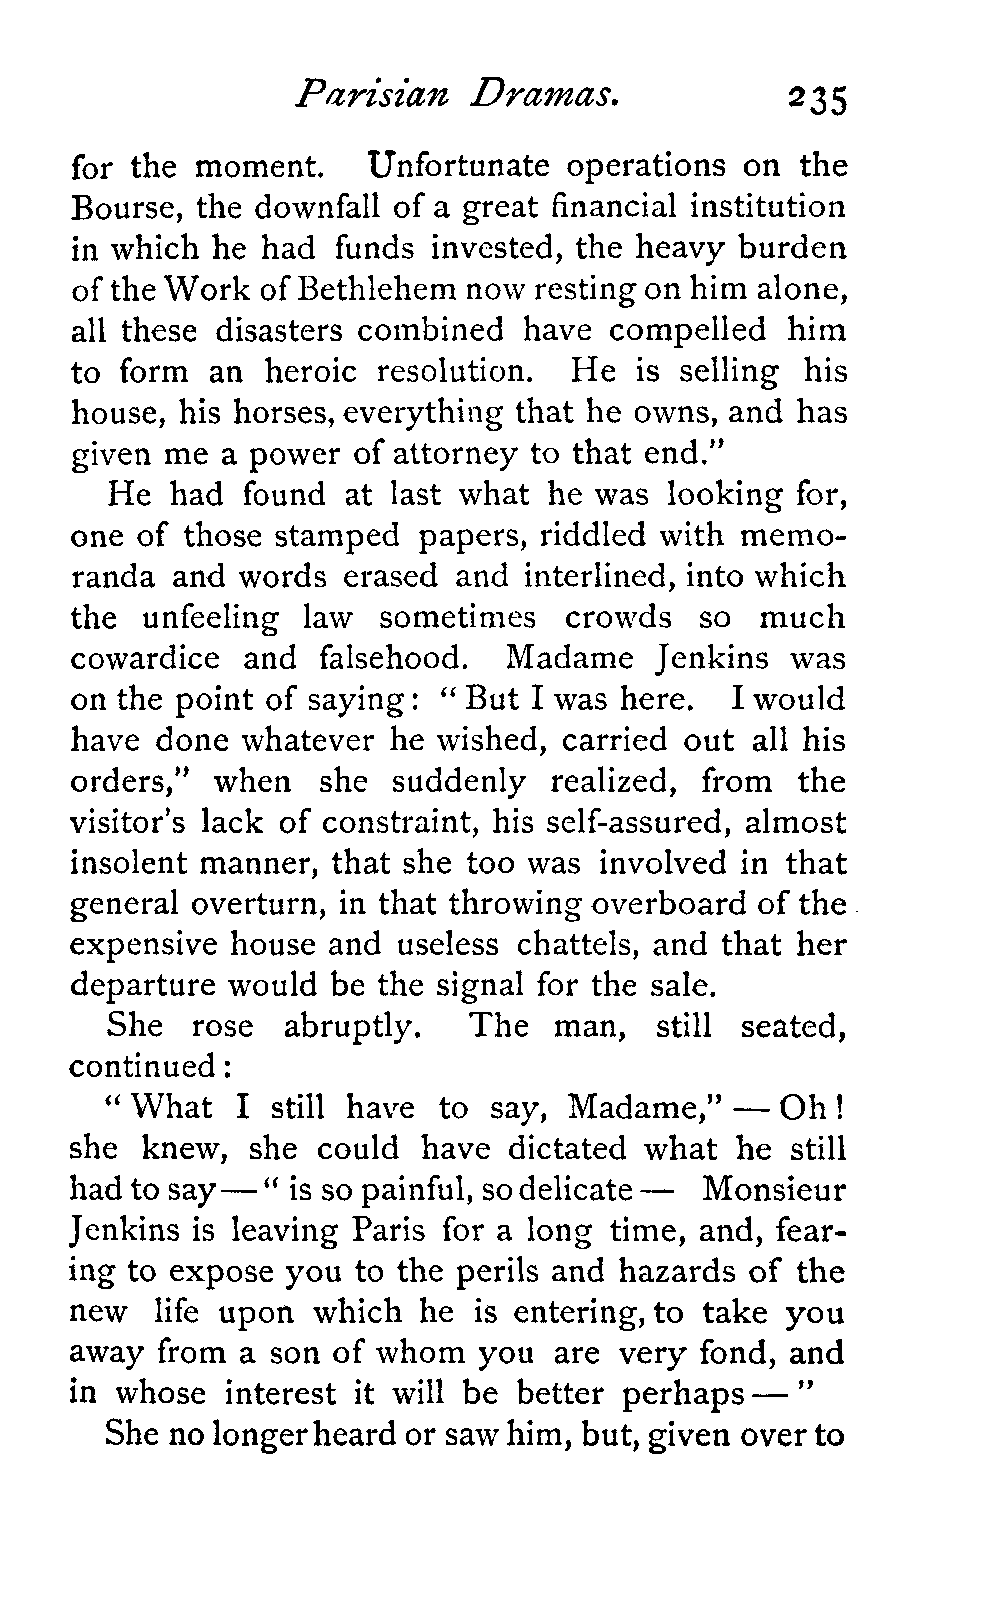 Parisian Dramas. 235
for the moment. Unfortunate operations on the
Bourse, the downfall of a great financial institution
in which he had funds invested, the heavy burden
of the Work of Bethlehem now resting on him alone,
all these disasters combined have compelled him
to form an heroic resolution. He is selling his
house, his horses, everything that he owns, and has
given me a power of attorney to that end."
He had found at last what he was looking for,
one of those stamped papers, riddled with memo-
randa and words erased and interlined, into which
the unfeeling law sometimes crowds so much
cowardice and falsehood. Madame Jenkins was
on the point of saying: "But I was here. I would
have done whatever he wished, carried out all his
orders," when she suddenly realized, from the
visitor's lack of constraint, his self-assured, almost
insolent manner, that she too was involved in that
general overturn, in that throwing overboard of the
expensive house and useless chattels, and that her
departure would be the signal for the sale.
She rose abruptly. The man, still seated,
continued:
"What I still have to say, Madame," — Oh!
she knew, she could have dictated what he still
had to say—"is so painful, so delicate— Monsieur
Jenkins is leaving Paris for a long time, and, fear-
ing to expose you to the perils and hazards of the
new life upon which he is entering, to take you
away from a son of whom you are very fond, and
in whose interest it will be better perhaps—"
She no longer heard or saw him, but, given over to